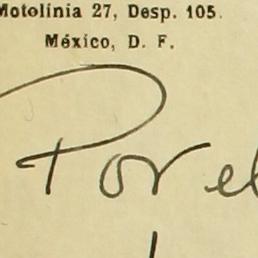 Motolinia 27, Desp. 105.
México, D. F.
Por el